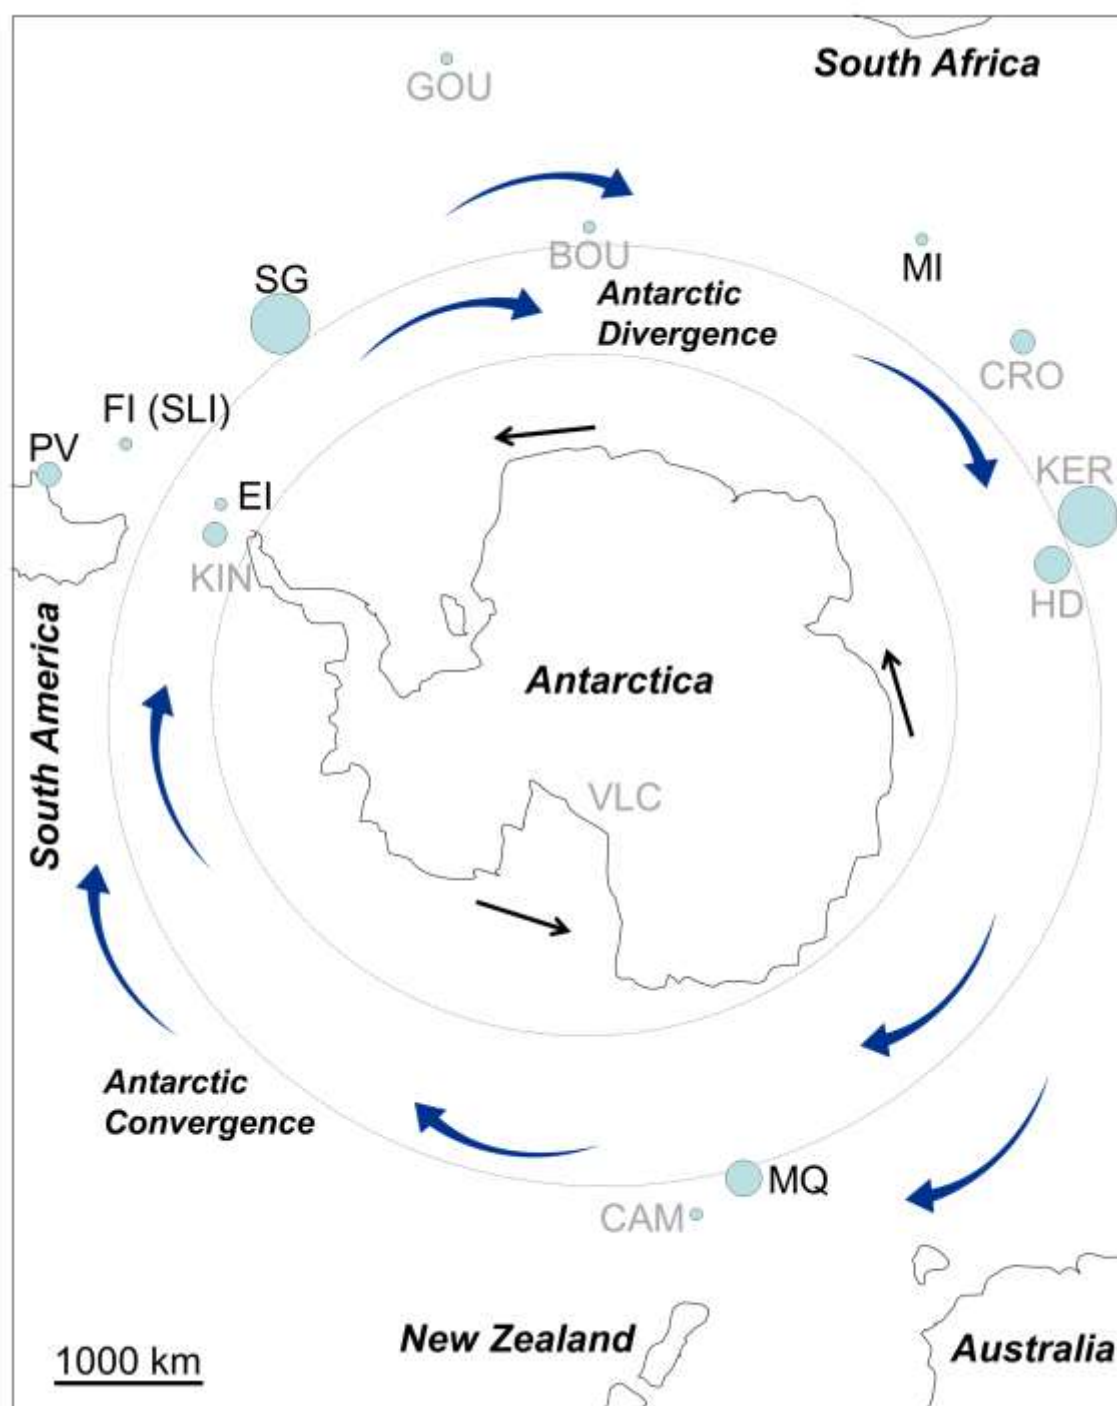 South Africa
GOU
BOU
MI
SG
Antarctic
Divergence
CRO
FI (SLI)
PV
KER
EI
KIN
HD
South America
Antarctica
VLC
Antarctic
Convergence
MQ
CAM
New Zealand
Australia
1000 km